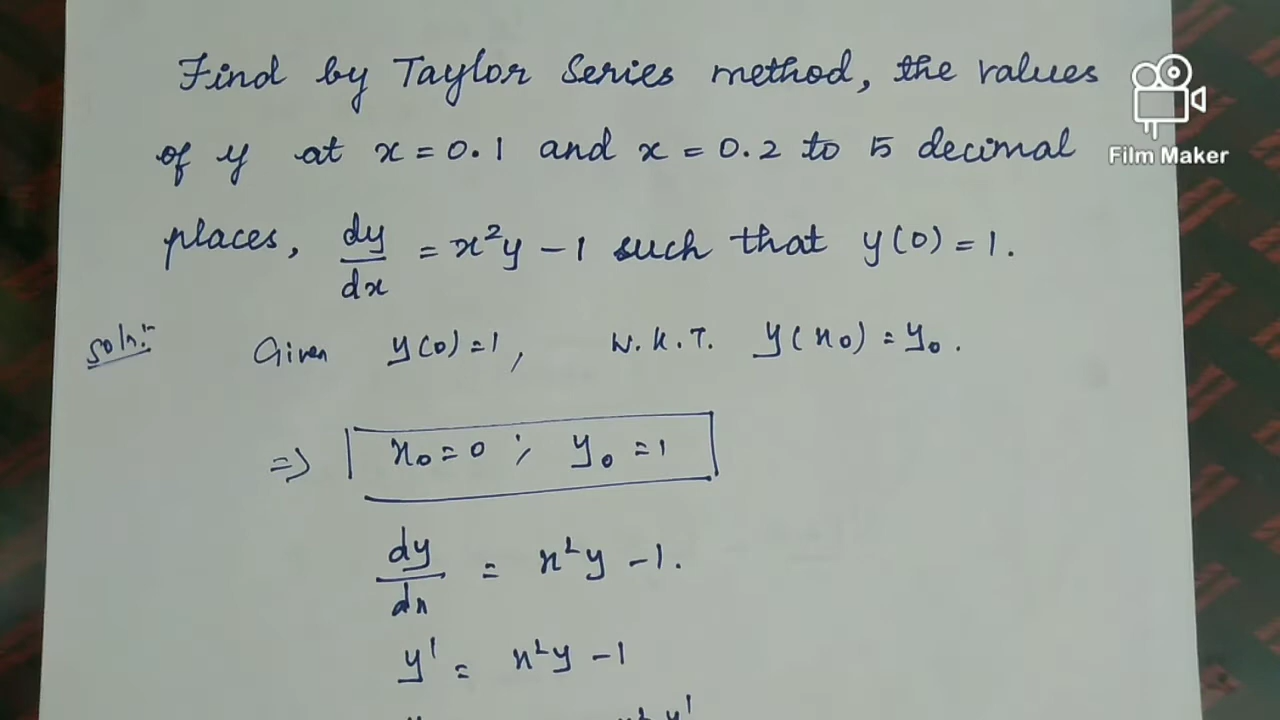 Find by Taylor Series method, the values
of y at x = 0.1 and x = 0.2 to 5 decimal
places, dy/dx = x²y - 1 such that y(0) = 1.
Film Maker
Soln:- Given y(0) = 1, W.K.T. y(x₀) = y₀.
=> x₀ = 0 ; y₀ = 1
dy/dx = x²y - 1.
y' = x²y - 1
x²y'